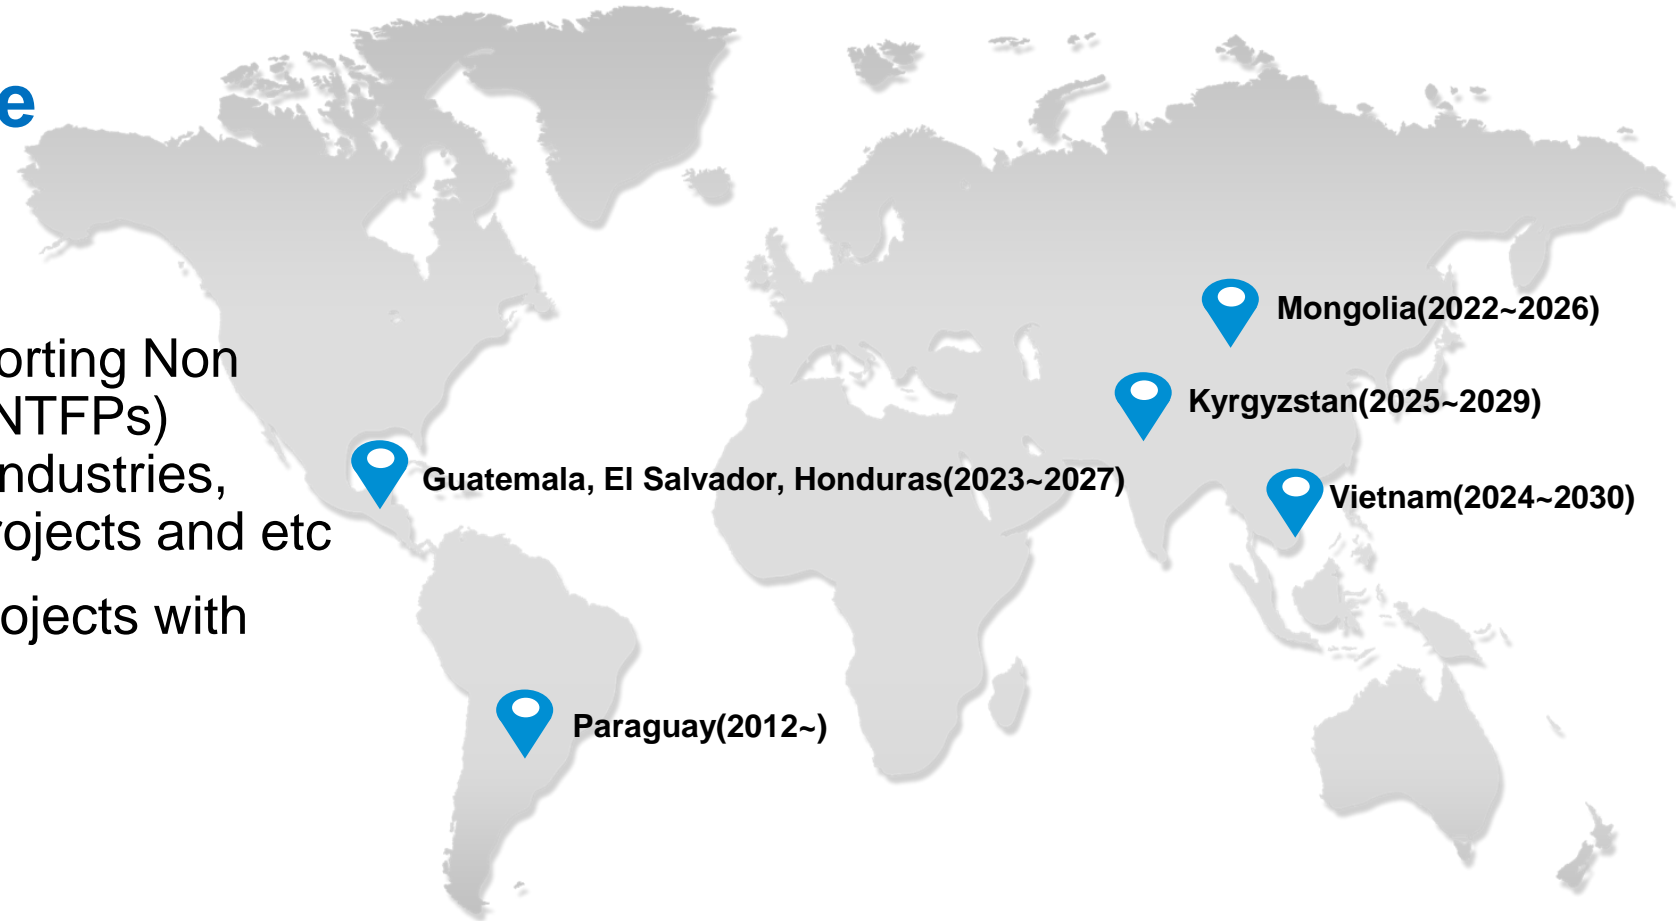 e
orting Non
NTFPs)
ndustries,
rojects and etc
ojects with
Mongolia(2022~2026)
Kyrgyzstan(2025~2029)
Guatemala, El Salvador, Honduras(2023~2027)
Vietnam(2024~2030)
Paraguay(2012~)